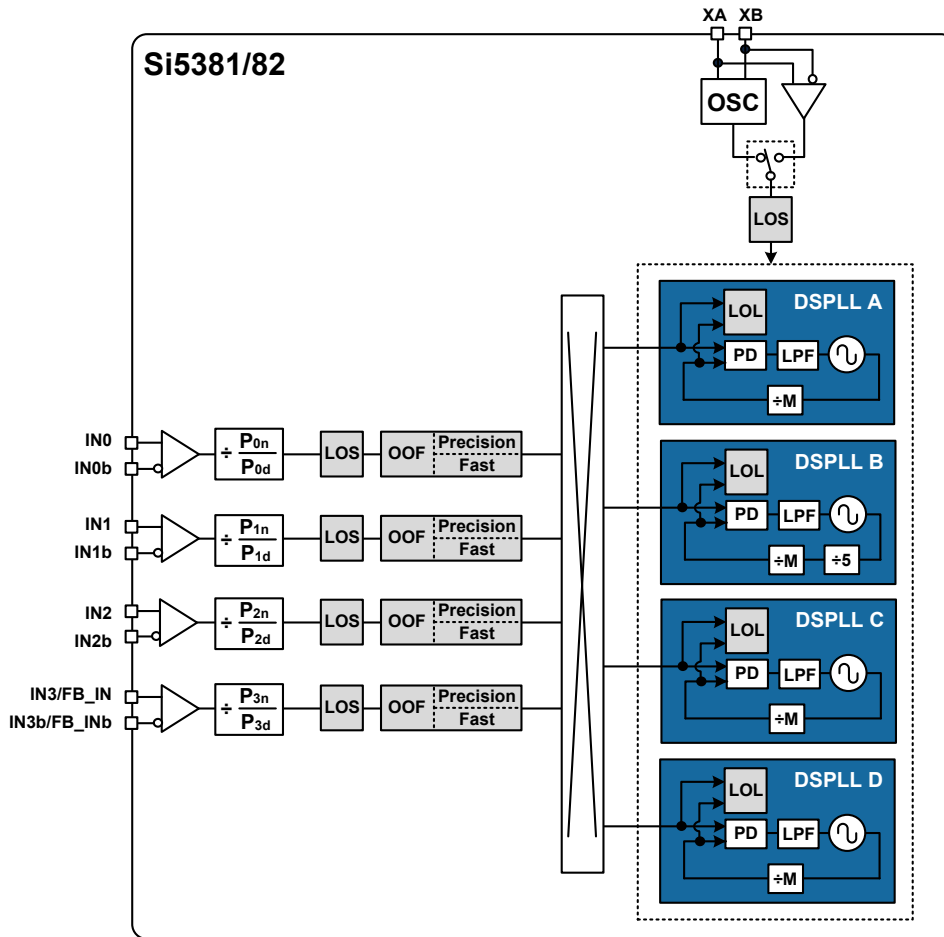 XA XB
Si5381/82
OSC
LOS
DSPLL A
LOL
PD LPF
÷M
IN0
IN0b
÷ P0n
P0d
LOS
OOF Precision
Fast
DSPLL B
LOL
PD LPF
÷M ÷5
IN1
IN1b
÷ P1n
P1d
LOS
OOF Precision
Fast
IN2
IN2b
÷ P2n
P2d
LOS
OOF Precision
Fast
DSPLL C
LOL
PD LPF
÷M
IN3/FB_IN
IN3b/FB_INb
÷ P3n
P3d
LOS
OOF Precision
Fast
DSPLL D
LOL
PD LPF
÷M